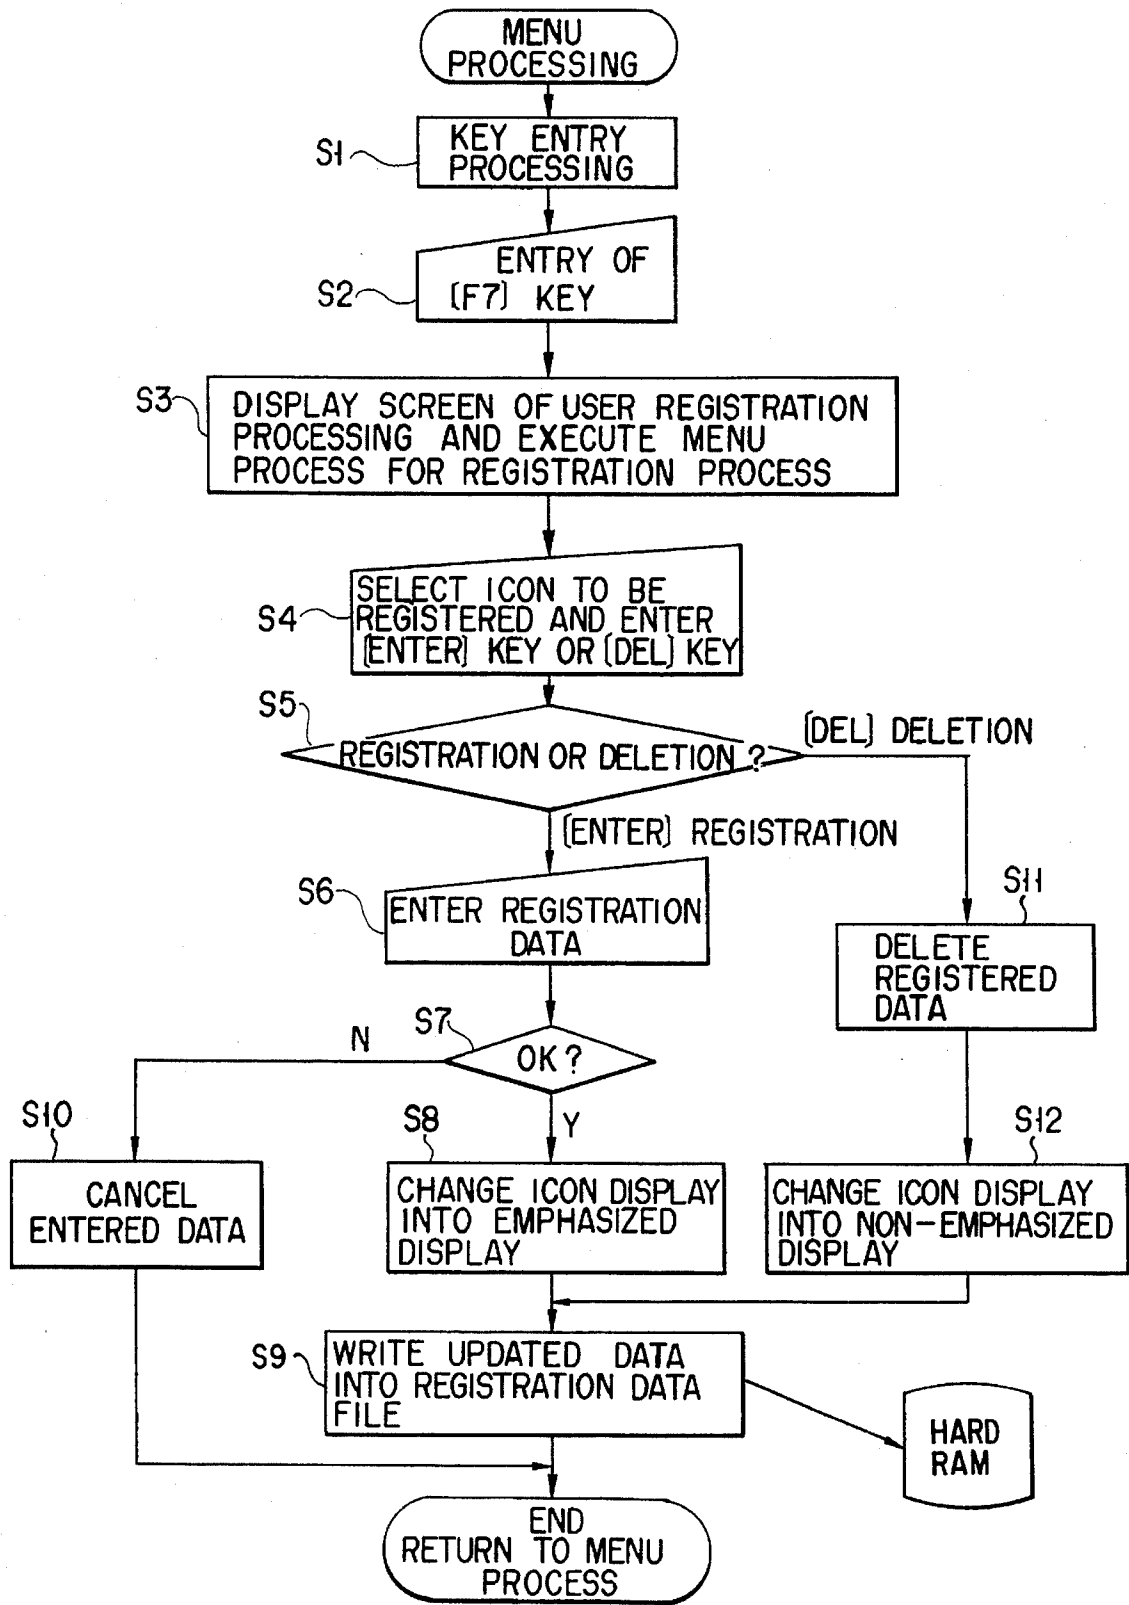 MENU
PROCESSING
S1
KEY ENTRY
PROCESSING
S2
ENTRY OF
[F7] KEY
S3
DISPLAY SCREEN OF USER REGISTRATION
PROCESSING AND EXECUTE MENU
PROCESS FOR REGISTRATION PROCESS
S4
SELECT ICON TO BE
REGISTERED AND ENTER
[ENTER] KEY OR [DEL] KEY
S5
REGISTRATION OR DELETION ?
[DEL] DELETION
[ENTER] REGISTRATION
S6
ENTER REGISTRATION
DATA
S11
DELETE
REGISTERED
DATA
S7
OK ?
N
Y
S10
CANCEL
ENTERED DATA
S8
CHANGE ICON DISPLAY
INTO EMPHASIZED
DISPLAY
S12
CHANGE ICON DISPLAY
INTO NON-EMPHASIZED
DISPLAY
S9
WRITE UPDATED DATA
INTO REGISTRATION DATA
FILE
HARD
RAM
END
RETURN TO MENU
PROCESS